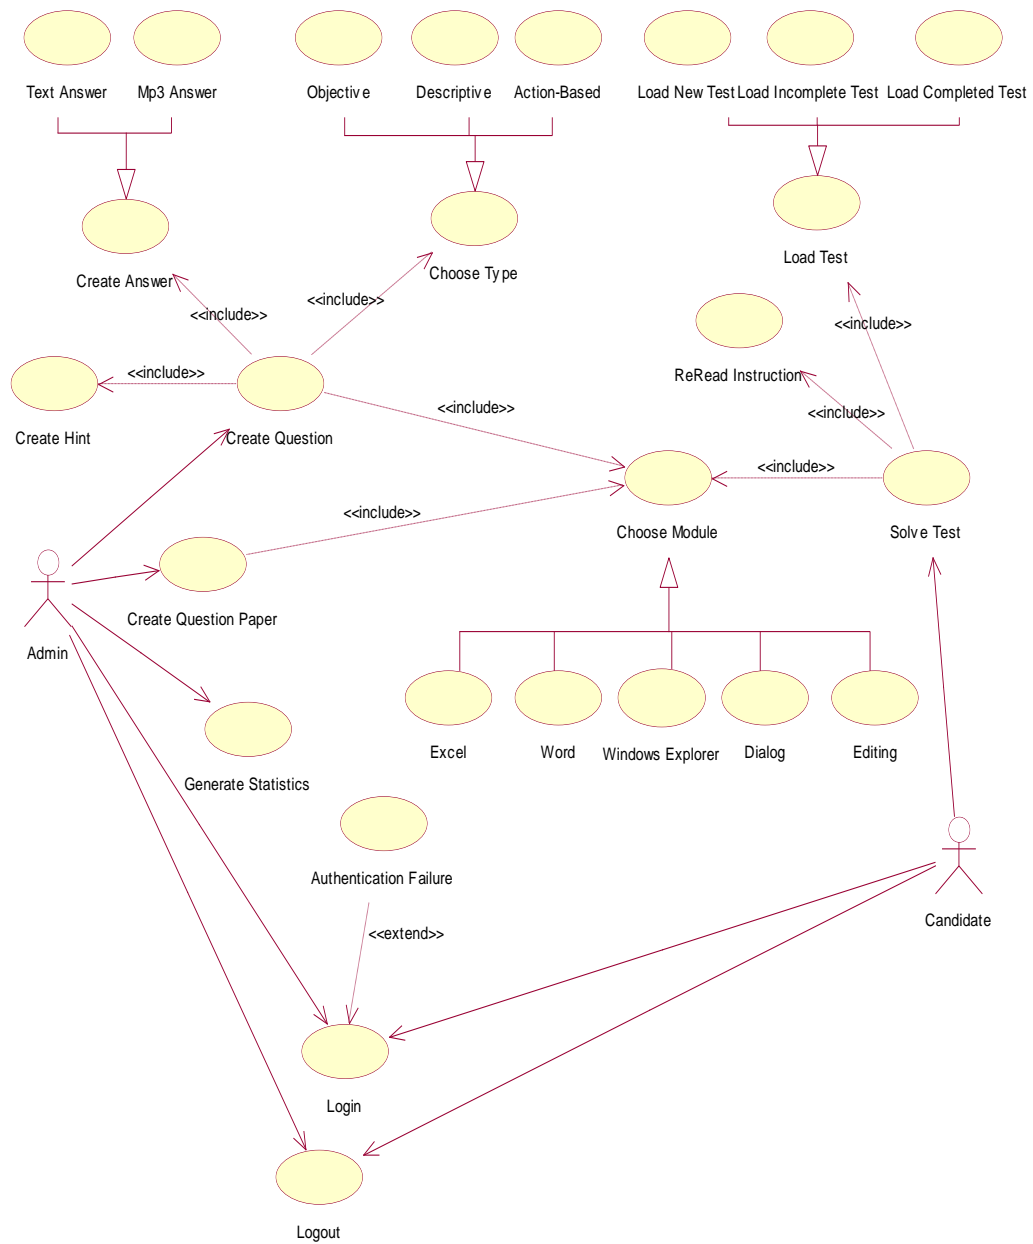 Text Answer
Mp3 Answer
Objective
Descriptive
Action-Based
Load New Test
Load Incomplete Test
Load Completed Test
Create Answer
Choose Type
Load Test
<<include>>
<<include>>
<<include>>
ReRead Instruction
<<include>>
<<include>>
<<include>>
Create Hint
Create Question
<<include>>
<<include>>
Choose Module
Solve Test
Create Question Paper
Admin
Excel
Word
Windows Explorer
Dialog
Editing
Generate Statistics
Authentication Failure
Candidate
<<extend>>
Login
Logout